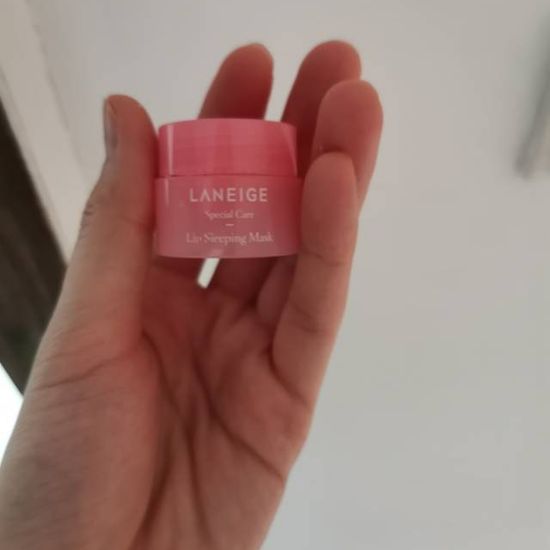 LANEIGE
Special Care
Lip Sleeping Mask